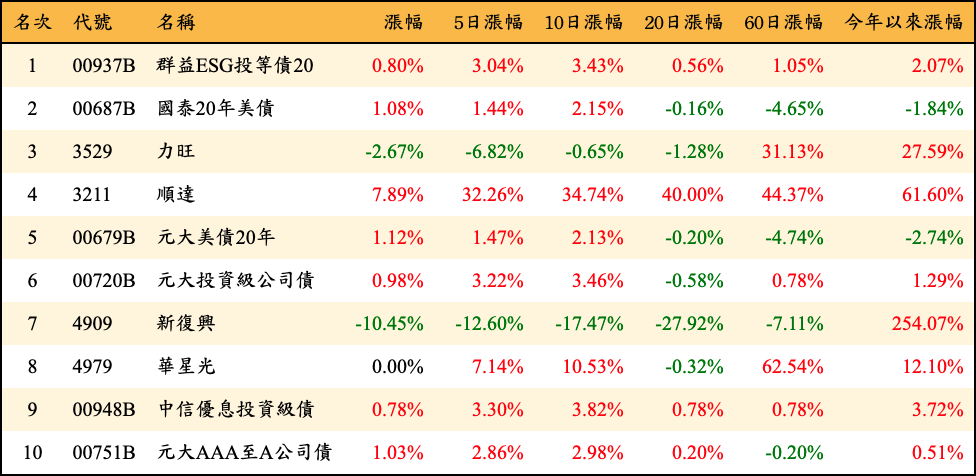 名次 代號 名稱 漲幅 5日漲幅 10日漲幅 20日漲幅 60日漲幅 今年以來漲幅
1 00937B 群益ESG投等債20 0.80% 3.04% 3.43% 0.56% 1.05% 2.07%
2 00687B 國泰20年美債 1.08% 1.44% 2.15% -0.16% -4.65% -1.84%
3 3529 力旺 -2.67% -6.82% -0.65% -1.28% 31.13% 27.59%
4 3211 順達 7.89% 32.26% 34.74% 40.00% 44.37% 61.60%
5 00679B 元大美債20年 1.12% 1.47% 2.13% -0.20% -4.74% -2.74%
6 00720B 元大投資級公司債 0.98% 3.22% 3.46% -0.58% 0.78% 1.29%
7 4909 新復興 -10.45% -12.60% -17.47% -27.92% -7.11% 254.07%
8 4979 華星光 0.00% 7.14% 10.53% -0.32% 62.54% 12.10%
9 00948B 中信優息投資級債 0.78% 3.30% 3.82% 0.78% 0.78% 3.72%
10 00751B 元大AAA至A公司債 1.03% 2.86% 2.98% 0.20% -0.20% 0.51%